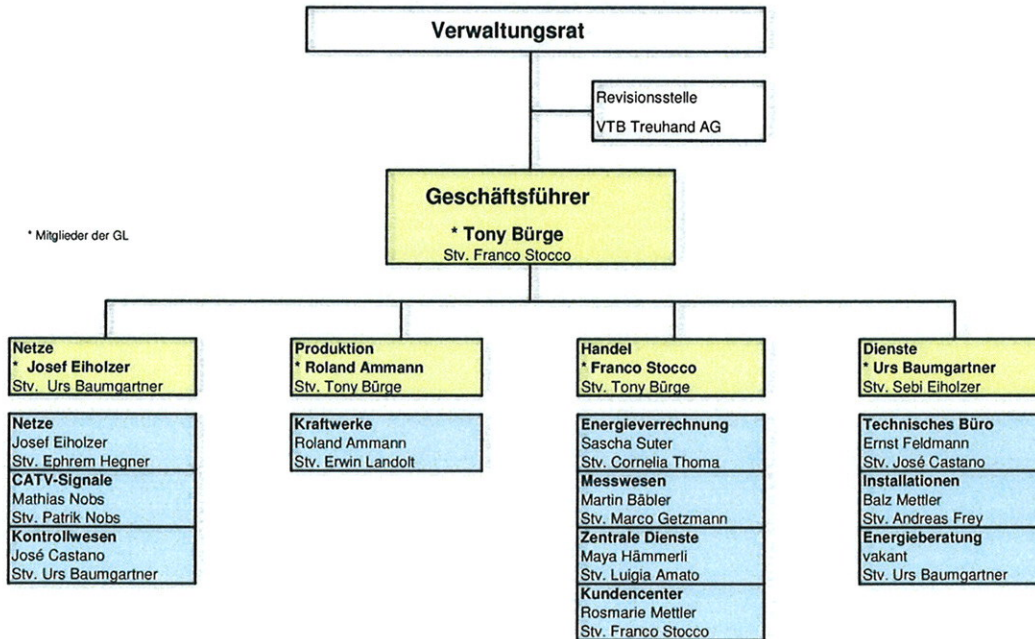 Verwaltungsrat
Revisionsstelle
VTB Treuhand AG
Geschäftsführer
* Tony Bürge
Stv. Franco Stocco
* Mitglieder der GL
Netze
* Josef Eiholzer
Stv. Urs Baumgartner
Netze
Josef Eiholzer
Stv. Ephrem Hegner
CATV-Signale
Mathias Nobs
Stv. Patrik Nobs
Kontrollwesen
José Castano
Stv. Urs Baumgartner
Produktion
* Roland Ammann
Stv. Tony Bürge
Kraftwerke
Roland Ammann
Stv. Erwin Landolt
Handel
* Franco Stocco
Stv. Tony Bürge
Energieverrechnung
Sascha Suter
Stv. Cornelia Thoma
Messwesen
Martin Bäbler
Stv. Marco Getzmann
Zentrale Dienste
Maya Hämmerli
Stv. Luigia Amato
Kundencenter
Rosmarie Mettler
Stv. Franco Stocco
Dienste
* Urs Baumgartner
Stv. Sebi Eiholzer
Technisches Büro
Ernst Feldmann
Stv. José Castano
Installationen
Balz Mettler
Stv. Andreas Frey
Energieberatung
vakant
Stv. Urs Baumgartner